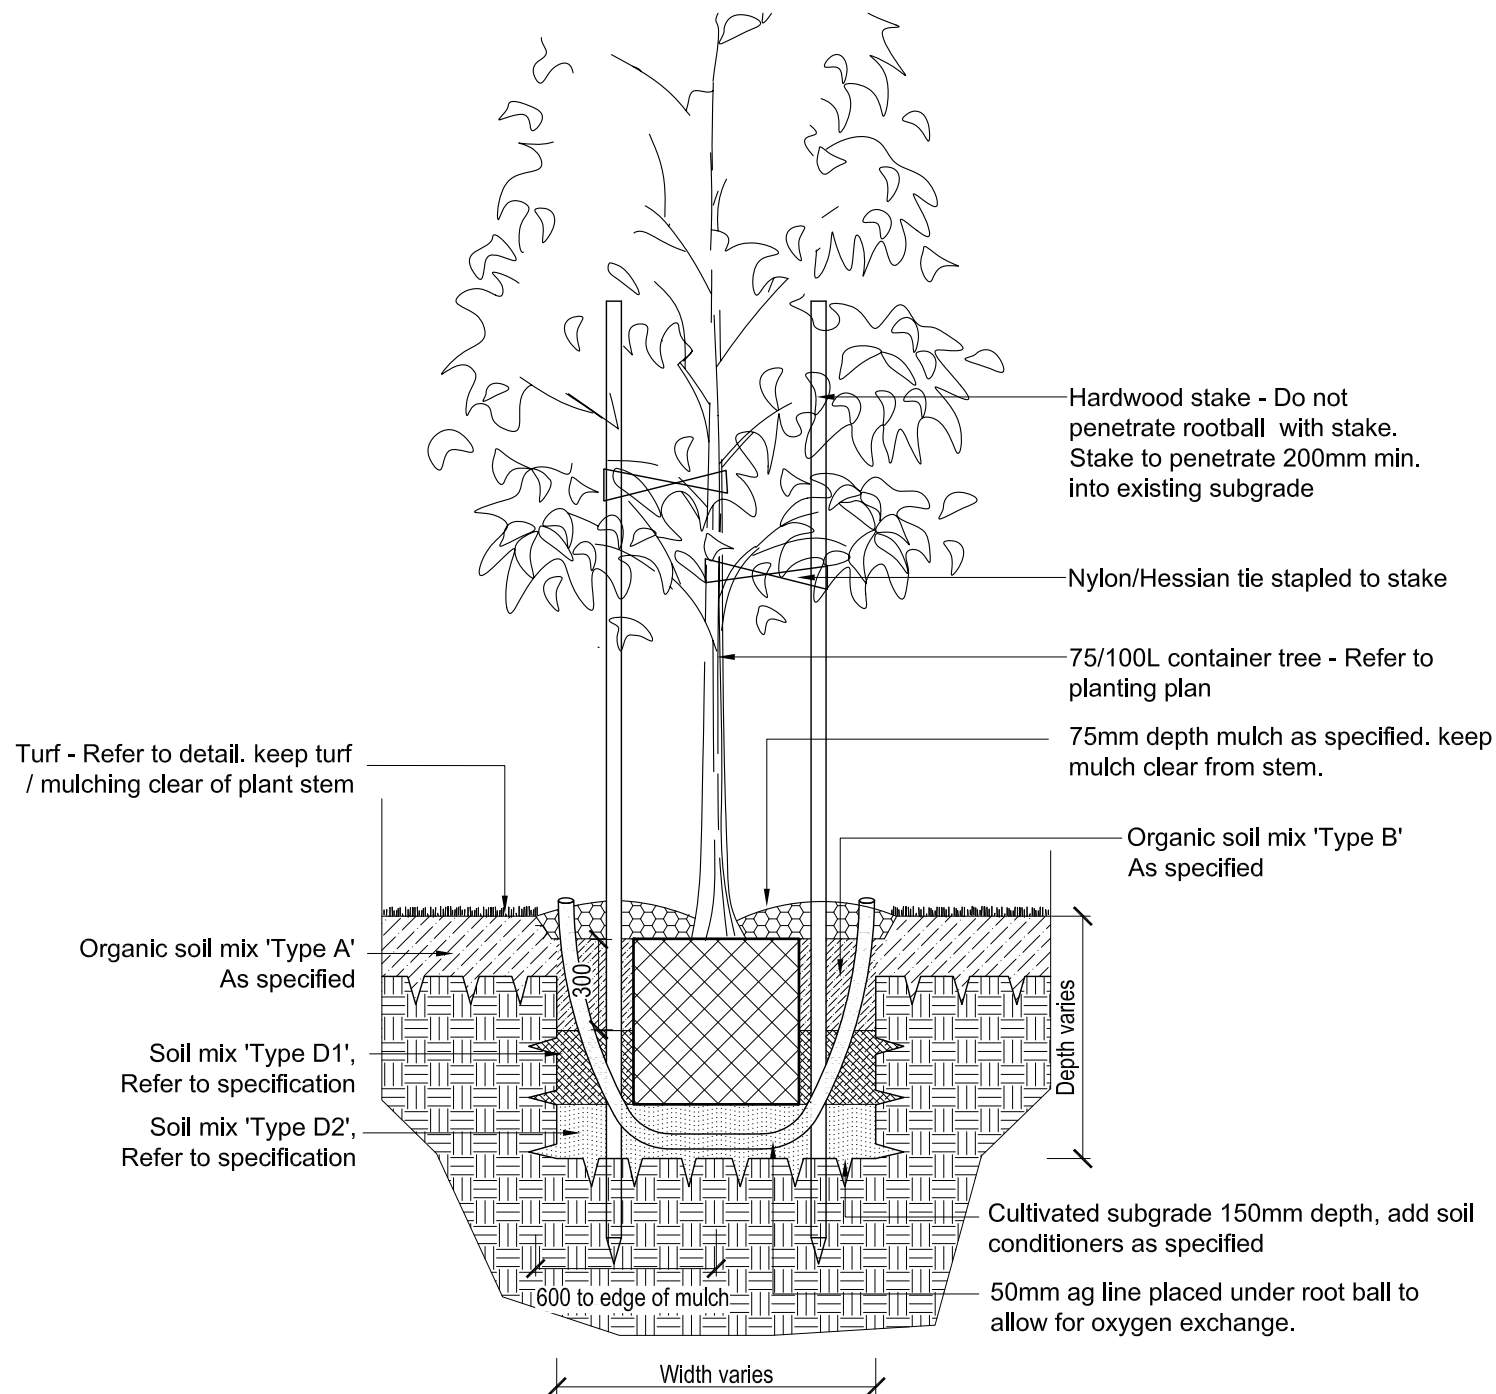 Hardwood stake - Do not
penetrate rootball with stake.
Stake to penetrate 200mm min.
into existing subgrade
Nylon/Hessian tie stapled to stake
75/100L container tree - Refer to
planting plan
75mm depth mulch as specified. keep
mulch clear from stem.
Turf - Refer to detail. keep turf
/ mulching clear of plant stem
Organic soil mix 'Type B'
As specified
Organic soil mix 'Type A'
As specified
300
Depth varies
Soil mix 'Type D1',
Refer to specification
Soil mix 'Type D2',
Refer to specification
Cultivated subgrade 150mm depth, add soil
conditioners as specified
50mm ag line placed under root ball to
allow for oxygen exchange.
600 to edge of mulch
Width varies